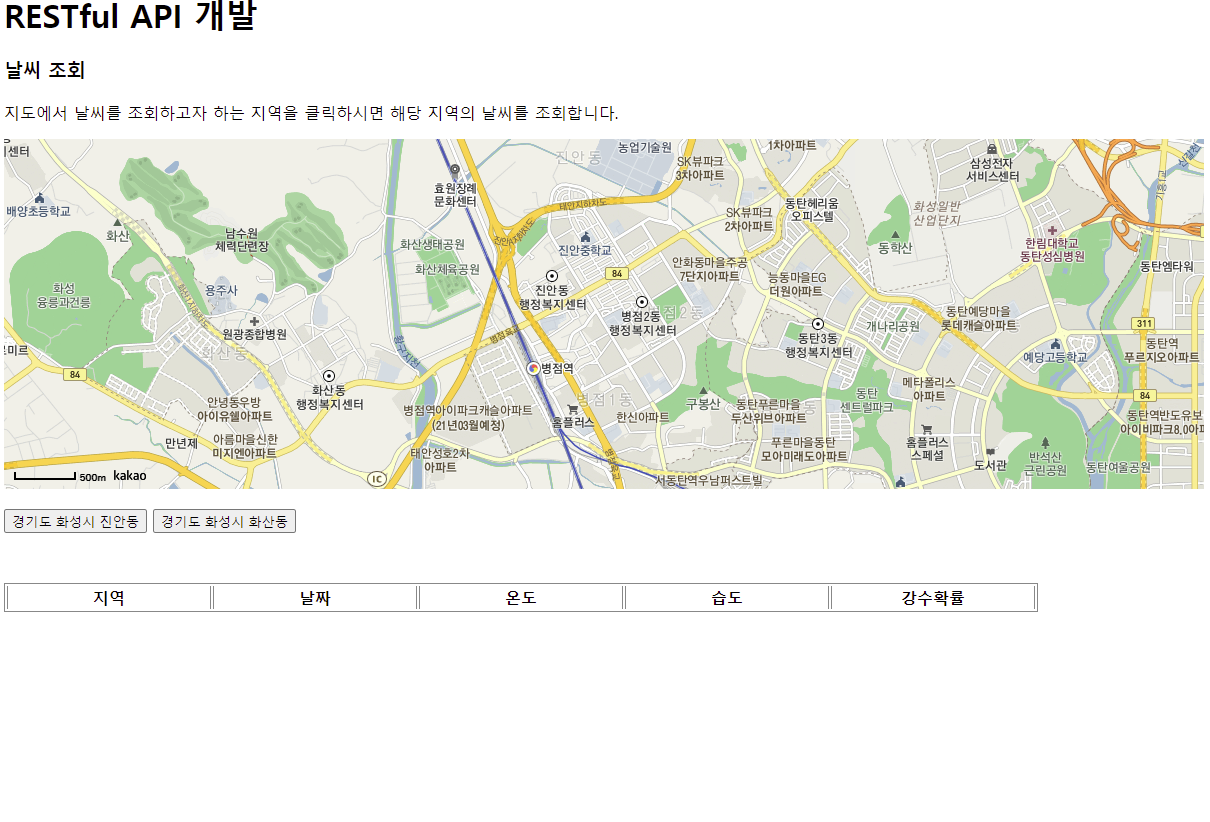 RESTful API 개발
날씨 조회
지도에서 날씨를 조회하고자 하는 지역을 클릭하시면 해당 지역의 날씨를 조회합니다.
농업기술원
진안동
SK뷰파크
3차아파트
1차아파트
삼성전자
서비스센터
신갈천
효원장례
문화센터
배양초등학교
화산
남수원
체력단련장
태안지하차도
동탄헤리움
오피스텔
화성일반
산업단지
SK뷰파크
2차아파트
진안중학교
화산생태공원
동학산
한림대학교
동탄성심병원
동탄엠타워
화산체육공원
84
안화동마을주공
7단지아파트
능동마을EG
더원아파트
화성
융릉과건릉
용주사
원광종합병원
화산동
진안동
행정복지센터
병점2동
행정복지센터
병점2동
동탄예당마을
롯데캐슬아파트
개나리공원
311
동탄3동
행정복지센터
예당고등학교
동탄역
푸르지오아파트
황구지천
병점역
84
화산동
행정복지센터
메타폴리스
아파트
84
안녕동우방
아이유쉘아파트
병점역아이파크캐슬아파트
(21년03월예정)
병점1동
홈플러스
한신아파트
구봉산
동탄푸른마을
두산위브아파트
동탄
센트럴파크
동탄역반도유보
아이비파크8,0아파
만년제
아름마을신한
미지엔아파트
태안성호2차
아파트
푸른마을동탄
모아미래도아파트
홈플러스
스페셜
도서관
반석산
근린공원
동탄여울공원
500m kakao
IC
서동탄역우남퍼스트빌
경기도 화성시 진안동 경기도 화성시 화산동
지역 날짜 온도 습도 강수확률